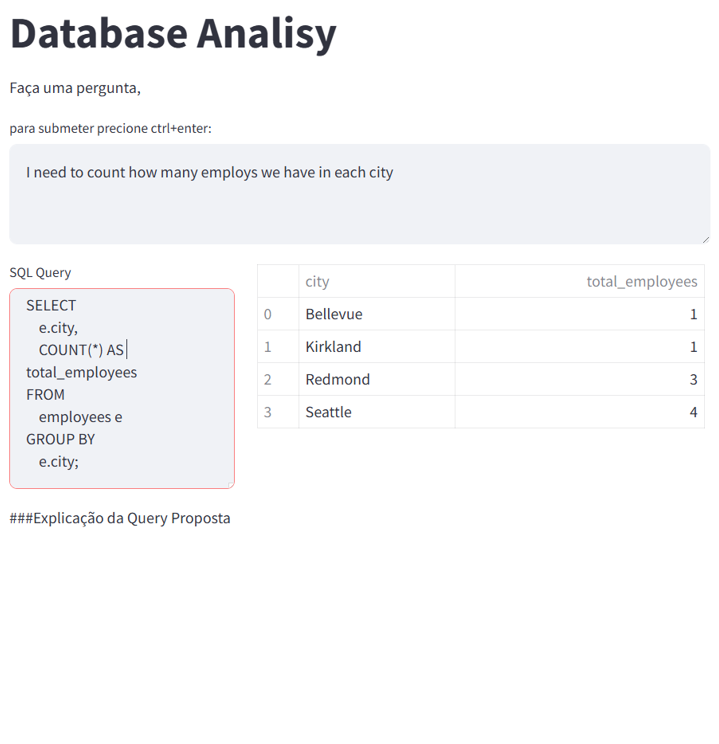 Database Analisy
Faça uma pergunta,
para submeter precione ctrl+enter:
I need to count how many employs we have in each city
SQL Query
SELECT
e.city,
COUNT(*) AS
total_employees
FROM
employees e
GROUP BY
e.city;
city total_employees
0 Bellevue 1
1 Kirkland 1
2 Redmond 3
3 Seattle 4
###Explicação da Query Proposta